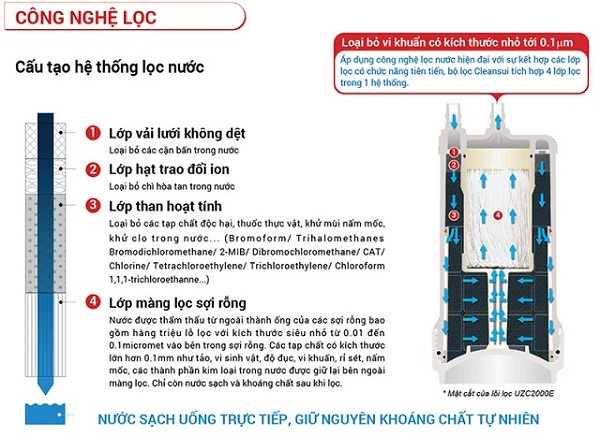 CÔNG NGHỆ LỌC
Cấu tạo hệ thống lọc nước
1 Lớp vải lưới không dệt
Loại bỏ các cặn bẩn trong nước
2 Lớp hạt trao đổi ion
Loại bỏ chì hòa tan trong nước
3 Lớp than hoạt tính
Loại bỏ các tạp chất độc hại, thuốc thực vật, khử mùi nấm mốc,
khử clo trong nước... (Bromoform/ Trihalomethanes
Bromodichloromethane/ 2-MIB/ Dibromochloromethane/ CAT/
Chlorine/ Tetrachloroethylene/ Trichloroethylene/ Chloroform
1,1,1-trichloroethanne...)
4 Lớp màng lọc sợi rỗng
Nước được thẩm thấu từ ngoài thành ống của các sợi rỗng bao
gồm hàng triệu lỗ lọc với kích thước siêu nhỏ từ 0.01 đến
0.1micromet vào bên trong sợi rỗng. Các tạp chất có kích thước
lớn hơn 0.1mm như tảo, vi sinh vật, độ đục, vi khuẩn, rỉ sét, nấm
mốc, các thành phần kim loại trong nước được giữ lại bên ngoài
màng lọc. Chỉ còn nước sạch và khoáng chất sau khi lọc.
Loại bỏ vi khuẩn có kích thước nhỏ tới 0.1µm
Áp dụng công nghệ lọc nước hiện đại với sự kết hợp các lớp
lọc có chức năng tiên tiến, bộ lọc Cleansui tích hợp 4 lớp lọc
trong 1 hệ thống.
1
2
3
4
* Mặt cắt của lõi lọc UZC2000E
NƯỚC SẠCH UỐNG TRỰC TIẾP, GIỮ NGUYÊN KHOÁNG CHẤT TỰ NHIÊN